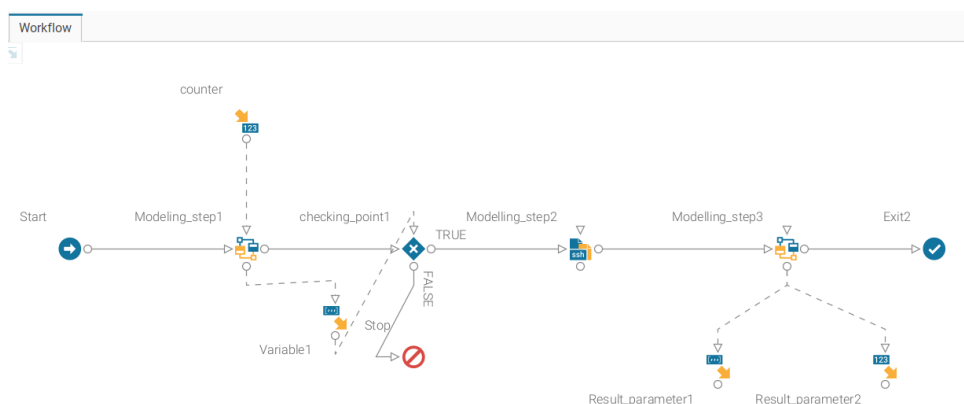 Workflow
counter
123
Start
Modeling_step1
checking_point1
Modelling_step2
Modelling_step3
Exit2
TRUE
ssh
FALSE
[...]
Stop
Variable1
[...]
123
Result_parameter1
Result_parameter2